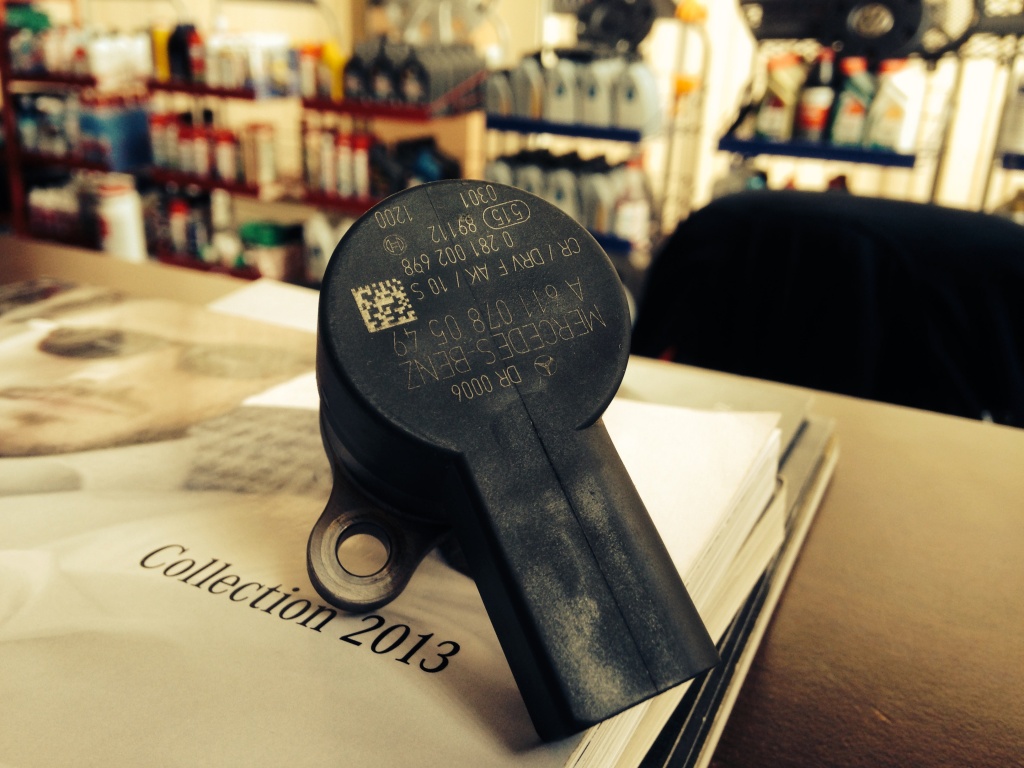 DR 0006
MERCEDES-BENZ
A 611 078 05 49
CR / DRV F AK / 10 S
0 281 002 698
515 89112
0301 1200
Collection 2013